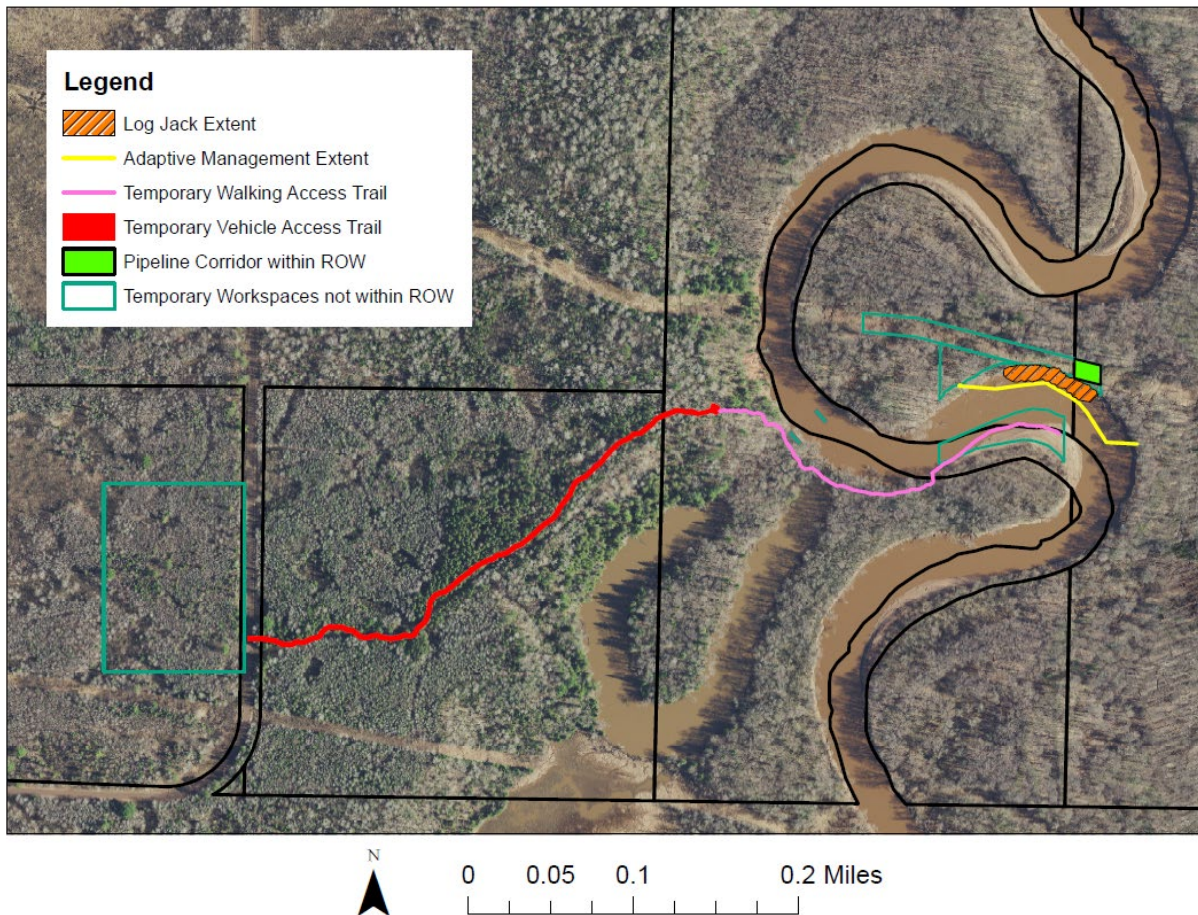 Legend
Log Jack Extent
Adaptive Management Extent
Temporary Walking Access Trail
Temporary Vehicle Access Trail
Pipeline Corridor within ROW
Temporary Workspaces not within ROW
N
0 0.05 0.1 0.2 Miles